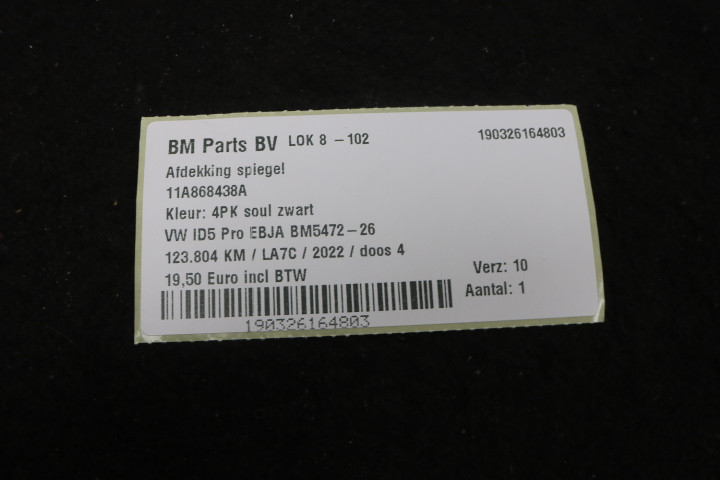 BM Parts BV LOK 8 - 102 190326164803
Afdekking spiegel
11A868438A
Kleur: 4PK soul zwart
VW ID5 Pro EBJA BM5472-26
123.804 KM / LA7C / 2022 / doos 4
19,50 Euro incl BTW
Verz: 10
Aantal: 1
190326164803